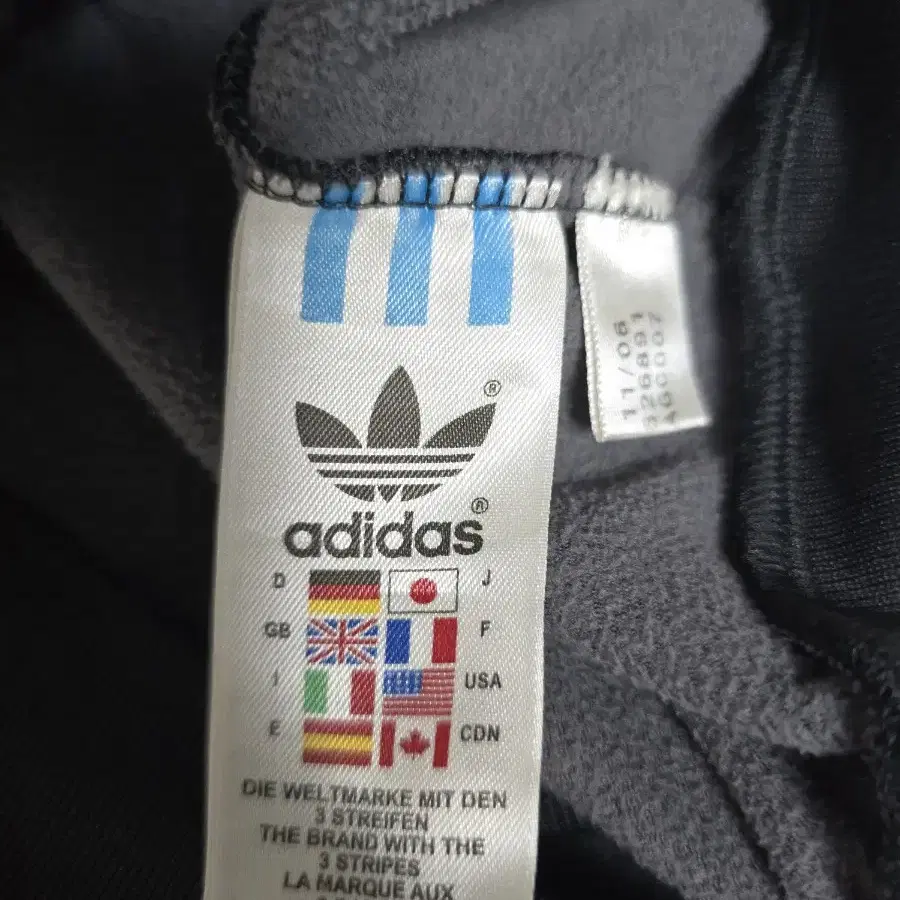 ®
adidas®
D J
GB F
I USA
E CDN
DIE WELTMARKE MIT DEN
3 STREIFEN
THE BRAND WITH THE
3 STRIPES
LA MARQUE AUX
11/06
926891